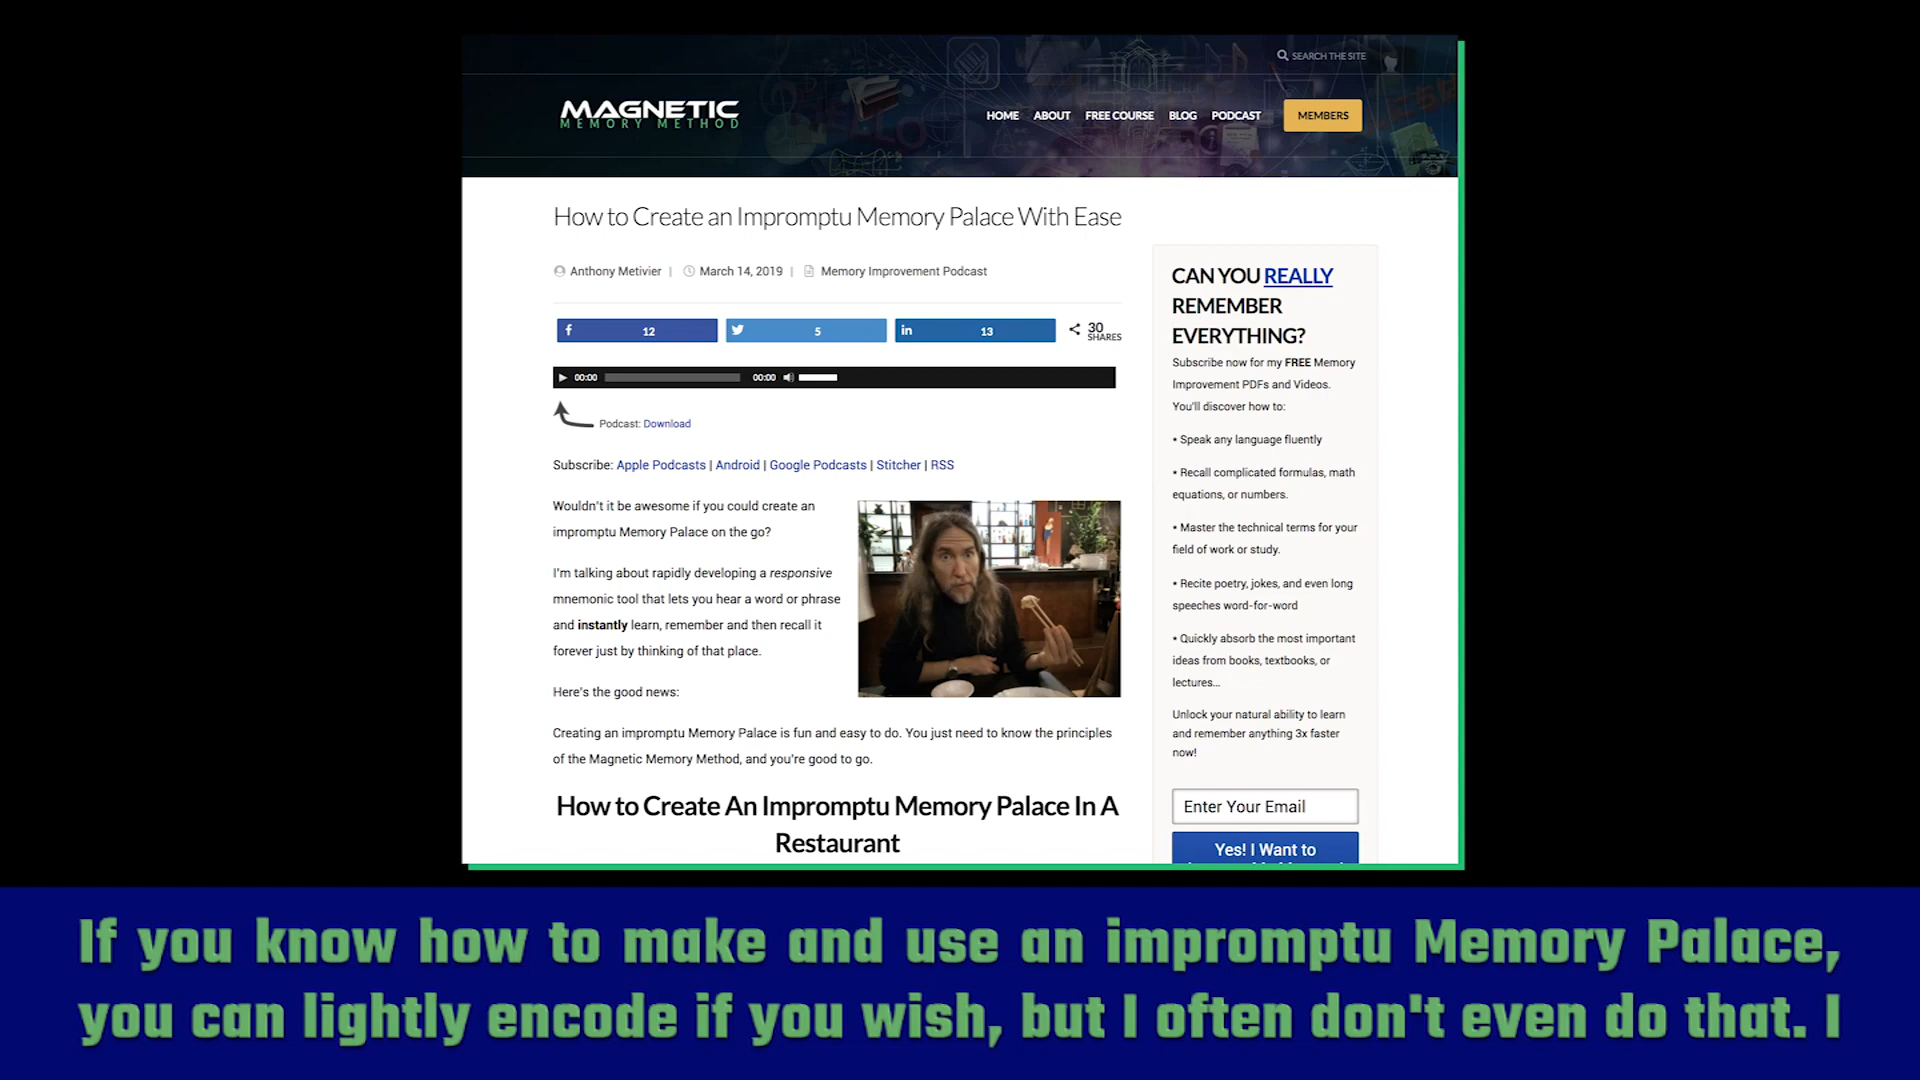 SEARCH THE SITE
MAGNETIC
MEMORY METHOD
HOME ABOUT FREE COURSE BLOG PODCAST MEMBERS
How to Create an Impromptu Memory Palace With Ease
Anthony Metivier | March 14, 2019 | Memory Improvement Podcast
12 5 13 30
SHARES
00:00 00:00
Podcast: Download
Subscribe: Apple Podcasts | Android | Google Podcasts | Stitcher | RSS
Wouldn't it be awesome if you could create an
impromptu Memory Palace on the go?
I'm talking about rapidly developing a responsive
mnemonic tool that lets you hear a word or phrase
and instantly learn, remember and then recall it
forever just by thinking of that place.
Here's the good news:
Creating an impromptu Memory Palace is fun and easy to do. You just need to know the principles
of the Magnetic Memory Method, and you're good to go.
How to Create An Impromptu Memory Palace In A
Restaurant
CAN YOU REALLY
REMEMBER
EVERYTHING?
Subscribe now for my FREE Memory
Improvement PDFs and Videos.
You'll discover how to:
• Speak any language fluently
• Recall complicated formulas, math
equations, or numbers.
• Master the technical terms for your
field of work or study.
• Recite poetry, jokes, and even long
speeches word-for-word
• Quickly absorb the most important
ideas from books, textbooks, or
lectures...
Unlock your natural ability to learn
and remember anything 3x faster
now!
Enter Your Email
Yes! I Want to
If you know how to make and use an impromptu Memory Palace,
you can lightly encode if you wish, but I often don't even do that. I